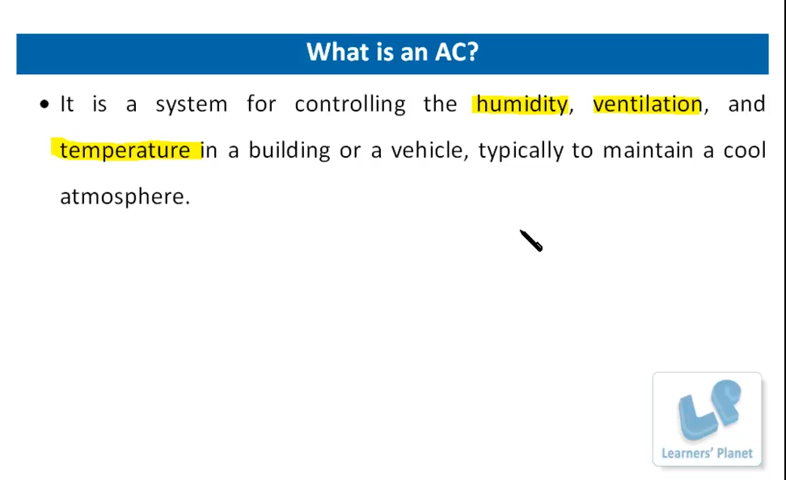 What is an AC?
• It is a system for controlling the humidity, ventilation, and
temperature in a building or a vehicle, typically to maintain a cool
atmosphere.
LP
Learners' Planet